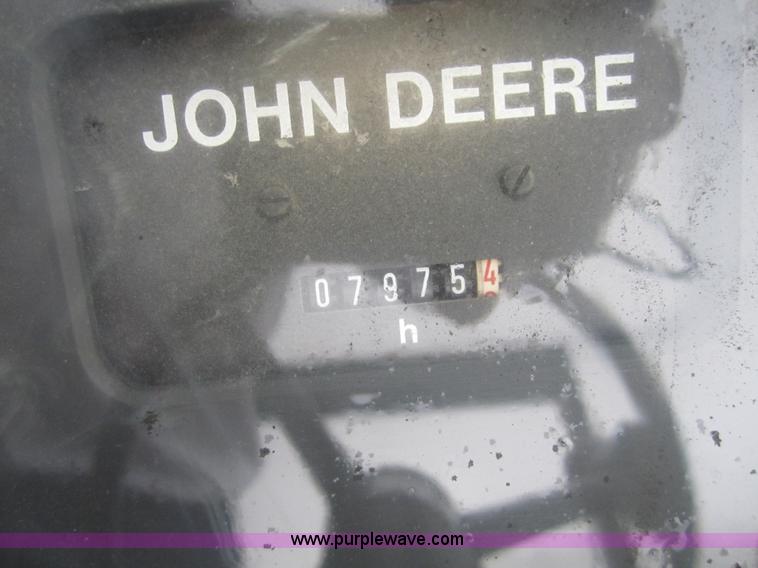 JOHN DEERE
079754
h
www.purplewave.com